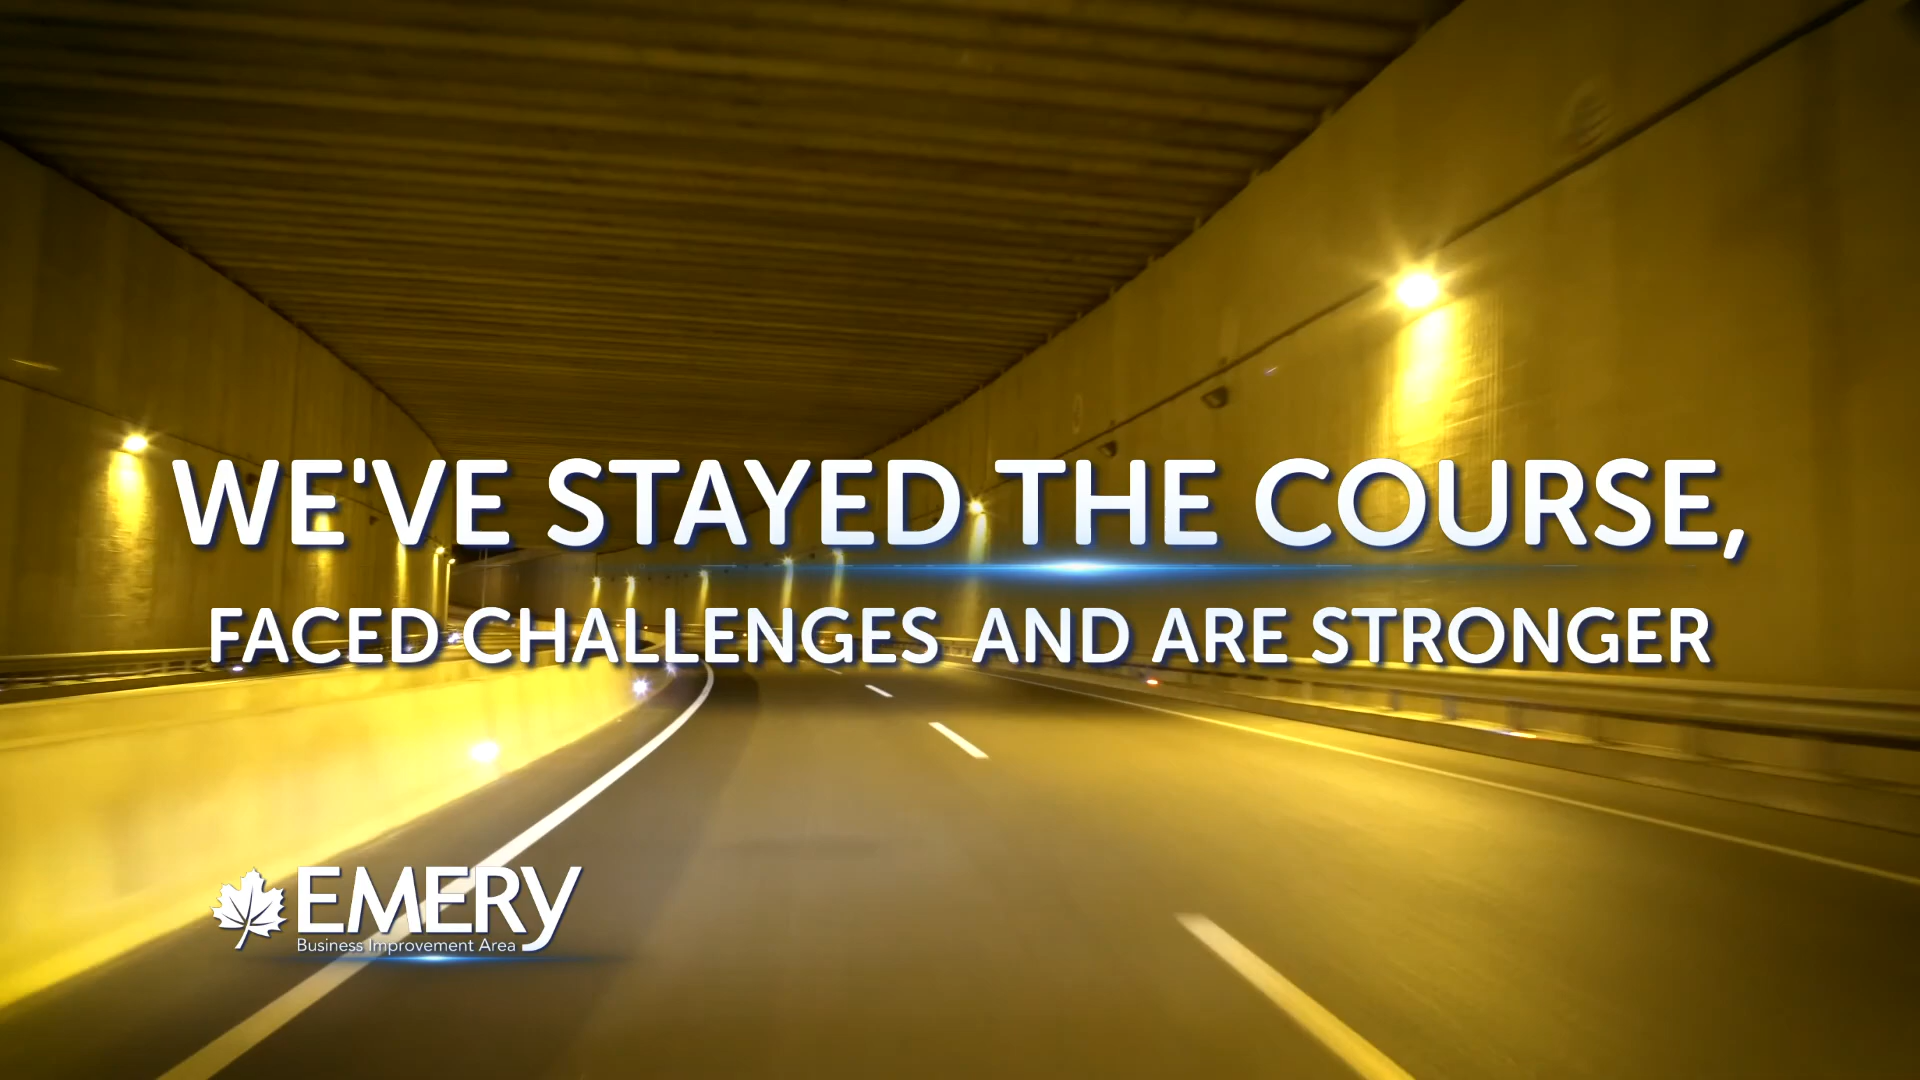 WE'VE STAYED THE COURSE,
FACED CHALLENGES AND ARE STRONGER
EMERY
Business Improvement Area